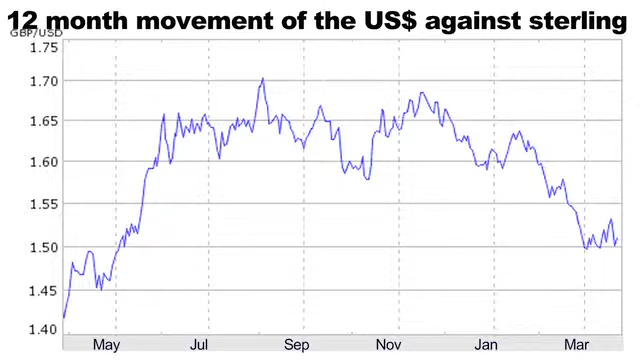 12 month movement of the US$ against sterling
GBP/USD
1.75
1.70
1.65
1.60
1.55
1.50
1.45
1.40
May Jul Sep Nov Jan Mar